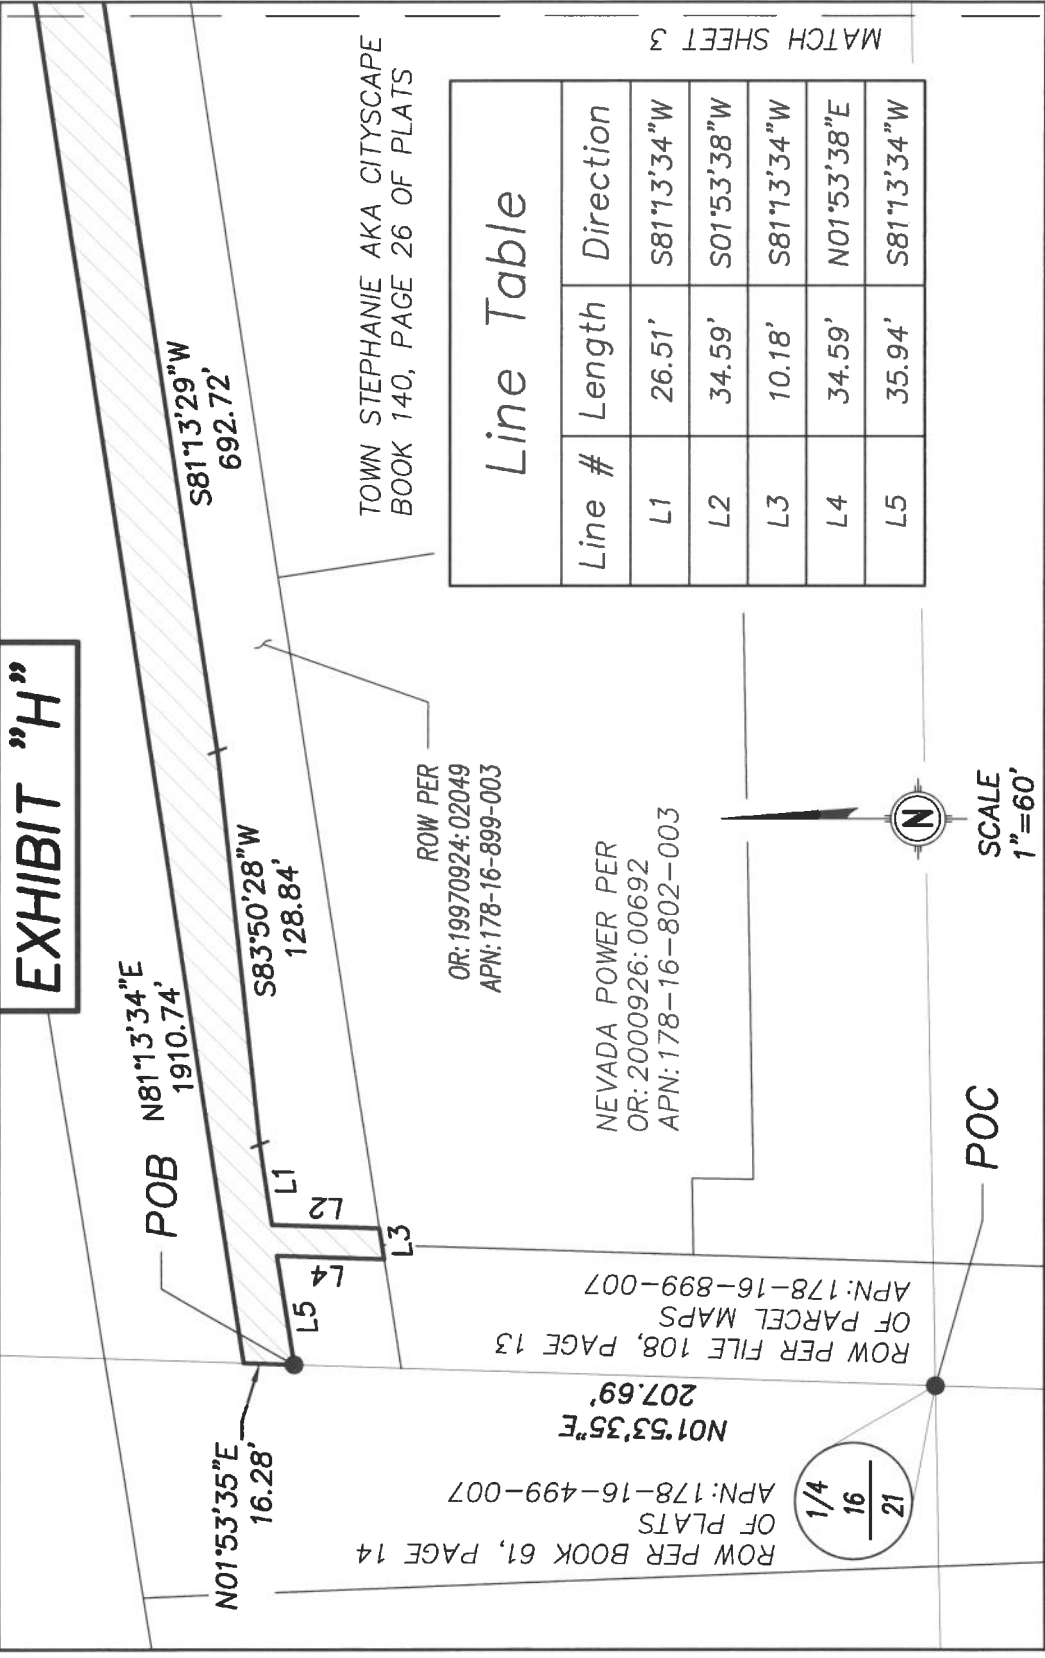 EXHIBIT "H"
POB
N81°13'34"E
1910.74'
N01°53'35"E
16.28'
S83°50'28"W
128.84'
S81°13'29"W
692.72'
L1
L2
L3
L4
L5
TOWN STEPHANIE AKA CITYSCAPE
BOOK 140, PAGE 26 OF PLATS
ROW PER
OR:19970924:02049
APN:178-16-899-003
NEVADA POWER PER
OR:20000926:00692
APN:178-16-802-003
ROW PER FILE 108, PAGE 13
OF PARCEL MAPS
APN:178-16-899-007
N01°53'35"E
207.69'
ROW PER BOOK 61, PAGE 14
OF PLATS
APN:178-16-499-007
1/4
16
21
POC
N
SCALE
1"=60'
Line Table
Line # Length Direction
L1 26.51' S81°13'34"W
L2 34.59' S01°53'38"W
L3 10.18' S81°13'34"W
L4 34.59' N01°53'38"E
L5 35.94' S81°13'34"W
MATCH SHEET 3